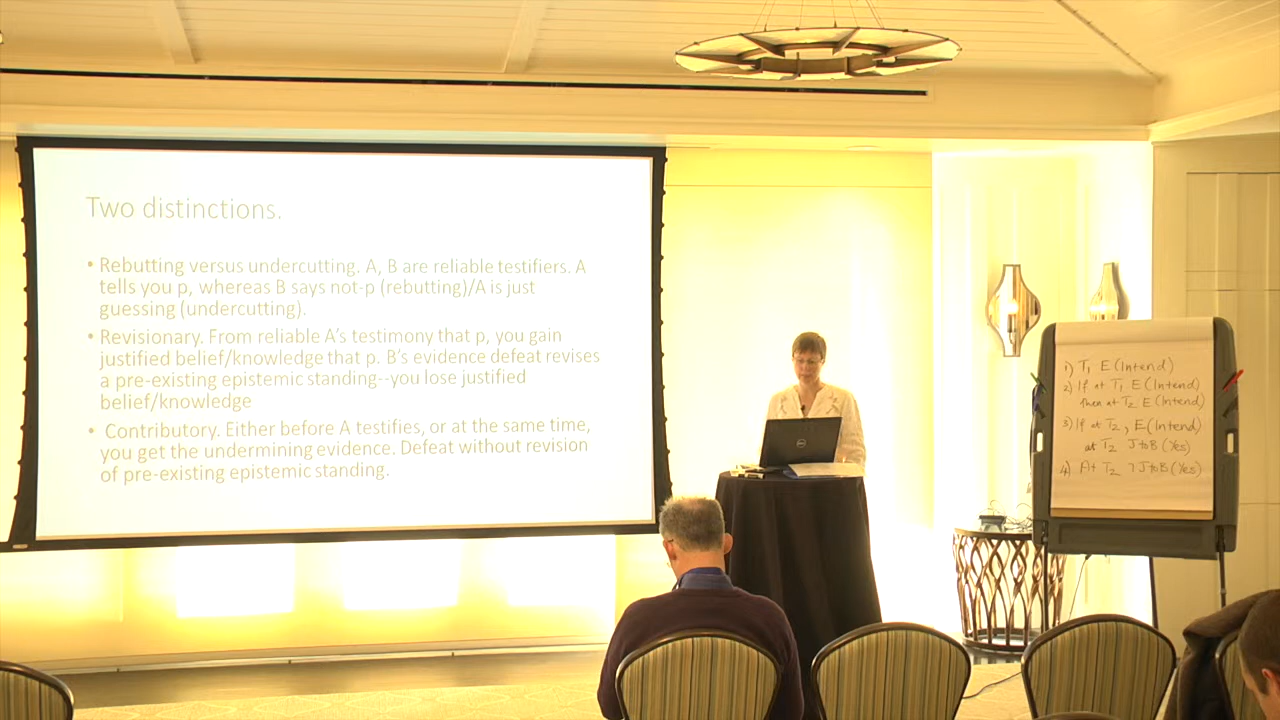 Two distinctions.
• Rebutting versus undercutting. A, B are reliable testifiers. A
tells you p, whereas B says not-p (rebutting)/A is just
guessing (undercutting).
• Revisionary. From reliable A's testimony that p, you gain
justified belief/knowledge that p. B's evidence defeat revises
a pre-existing epistemic standing--you lose justified
belief/knowledge
• Contributory. Either before A testifies, or at the same time,
you get the undermining evidence. Defeat without revision
of pre-existing epistemic standing.
DELL
1) T₁ E (Intend)
2) If at T₁ E (Intend)
then at T₂ E (Intend)
3) If at T₂, E(Intend)
at T₂ J to B (Yes)
4) At T₂ ˥J to B (Yes)